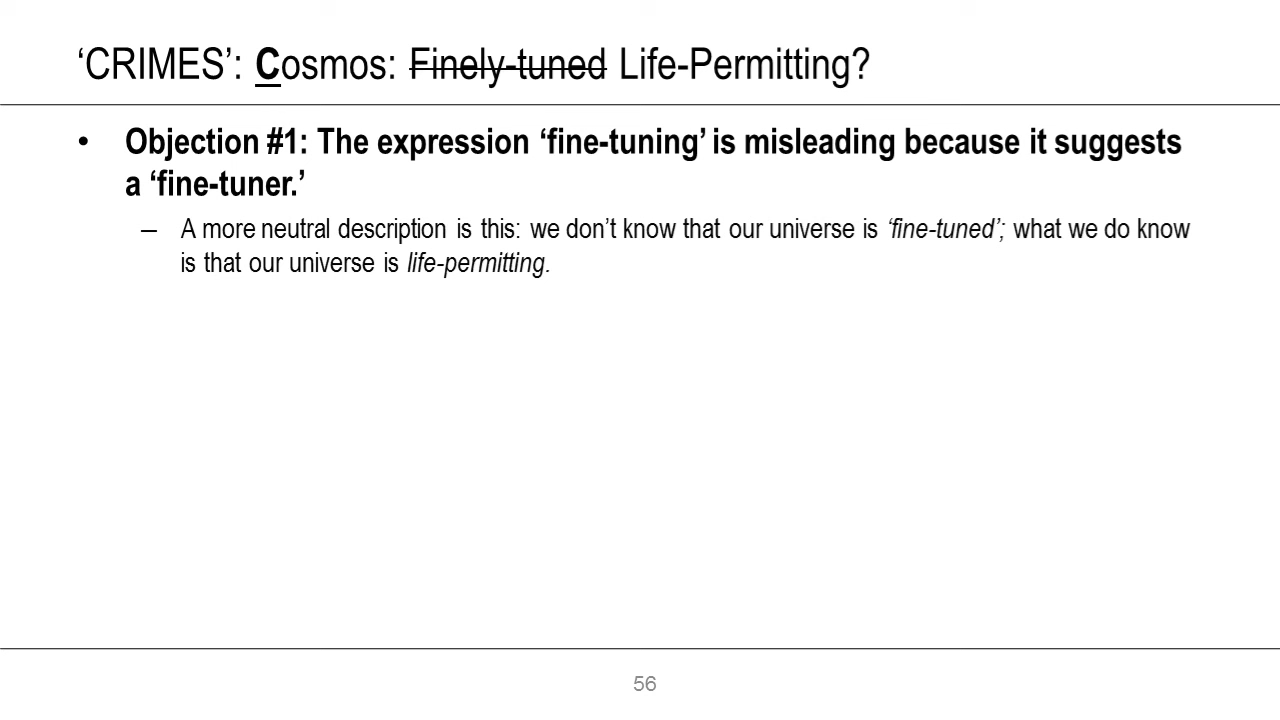 ‘CRIMES’: Cosmos: Finely-tuned Life-Permitting?
• Objection #1: The expression ‘fine-tuning’ is misleading because it suggests
a ‘fine-tuner.’
– A more neutral description is this: we don’t know that our universe is ‘fine-tuned’; what we do know
is that our universe is life-permitting.
56